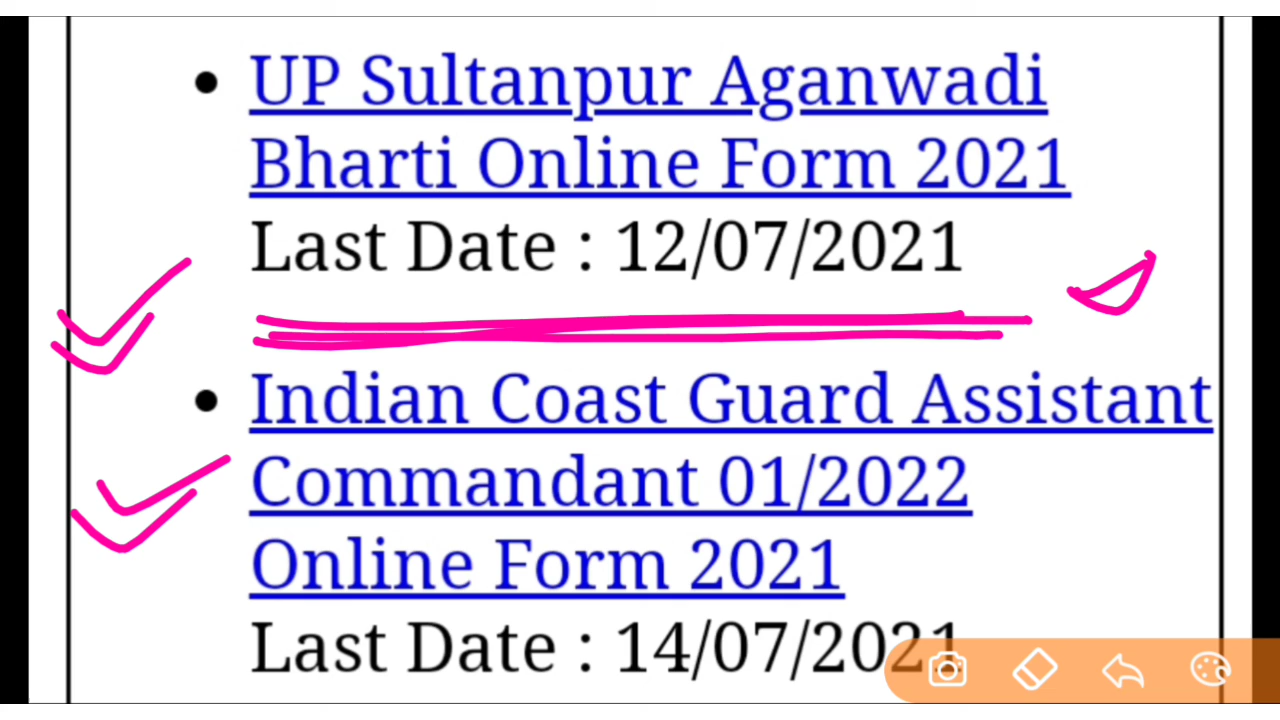 UP Sultanpur Aganwadi
Bharti Online Form 2021
Last Date : 12/07/2021
Indian Coast Guard Assistant
Commandant 01/2022
Online Form 2021
Last Date : 14/07/2021